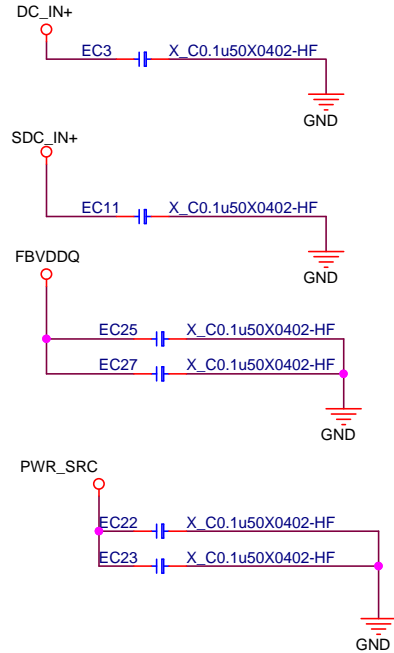 DC_IN+
EC3 X_C0.1u50X0402-HF
GND
SDC_IN+
EC11 X_C0.1u50X0402-HF
GND
FBVDDQ
EC25 X_C0.1u50X0402-HF
EC27 X_C0.1u50X0402-HF
GND
PWR_SRC
EC22 X_C0.1u50X0402-HF
EC23 X_C0.1u50X0402-HF
GND